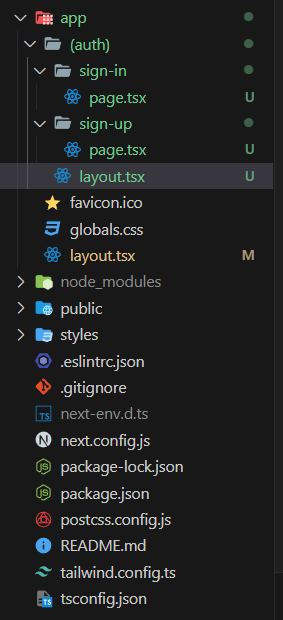 app
(auth)
sign-in
page.tsx U
sign-up
page.tsx U
layout.tsx U
favicon.ico
globals.css
layout.tsx M
node_modules
public
styles
.eslintrc.json
.gitignore
TS next-env.d.ts
N next.config.js
package-lock.json
package.json
postcss.config.js
README.md
tailwind.config.ts
TS tsconfig.json